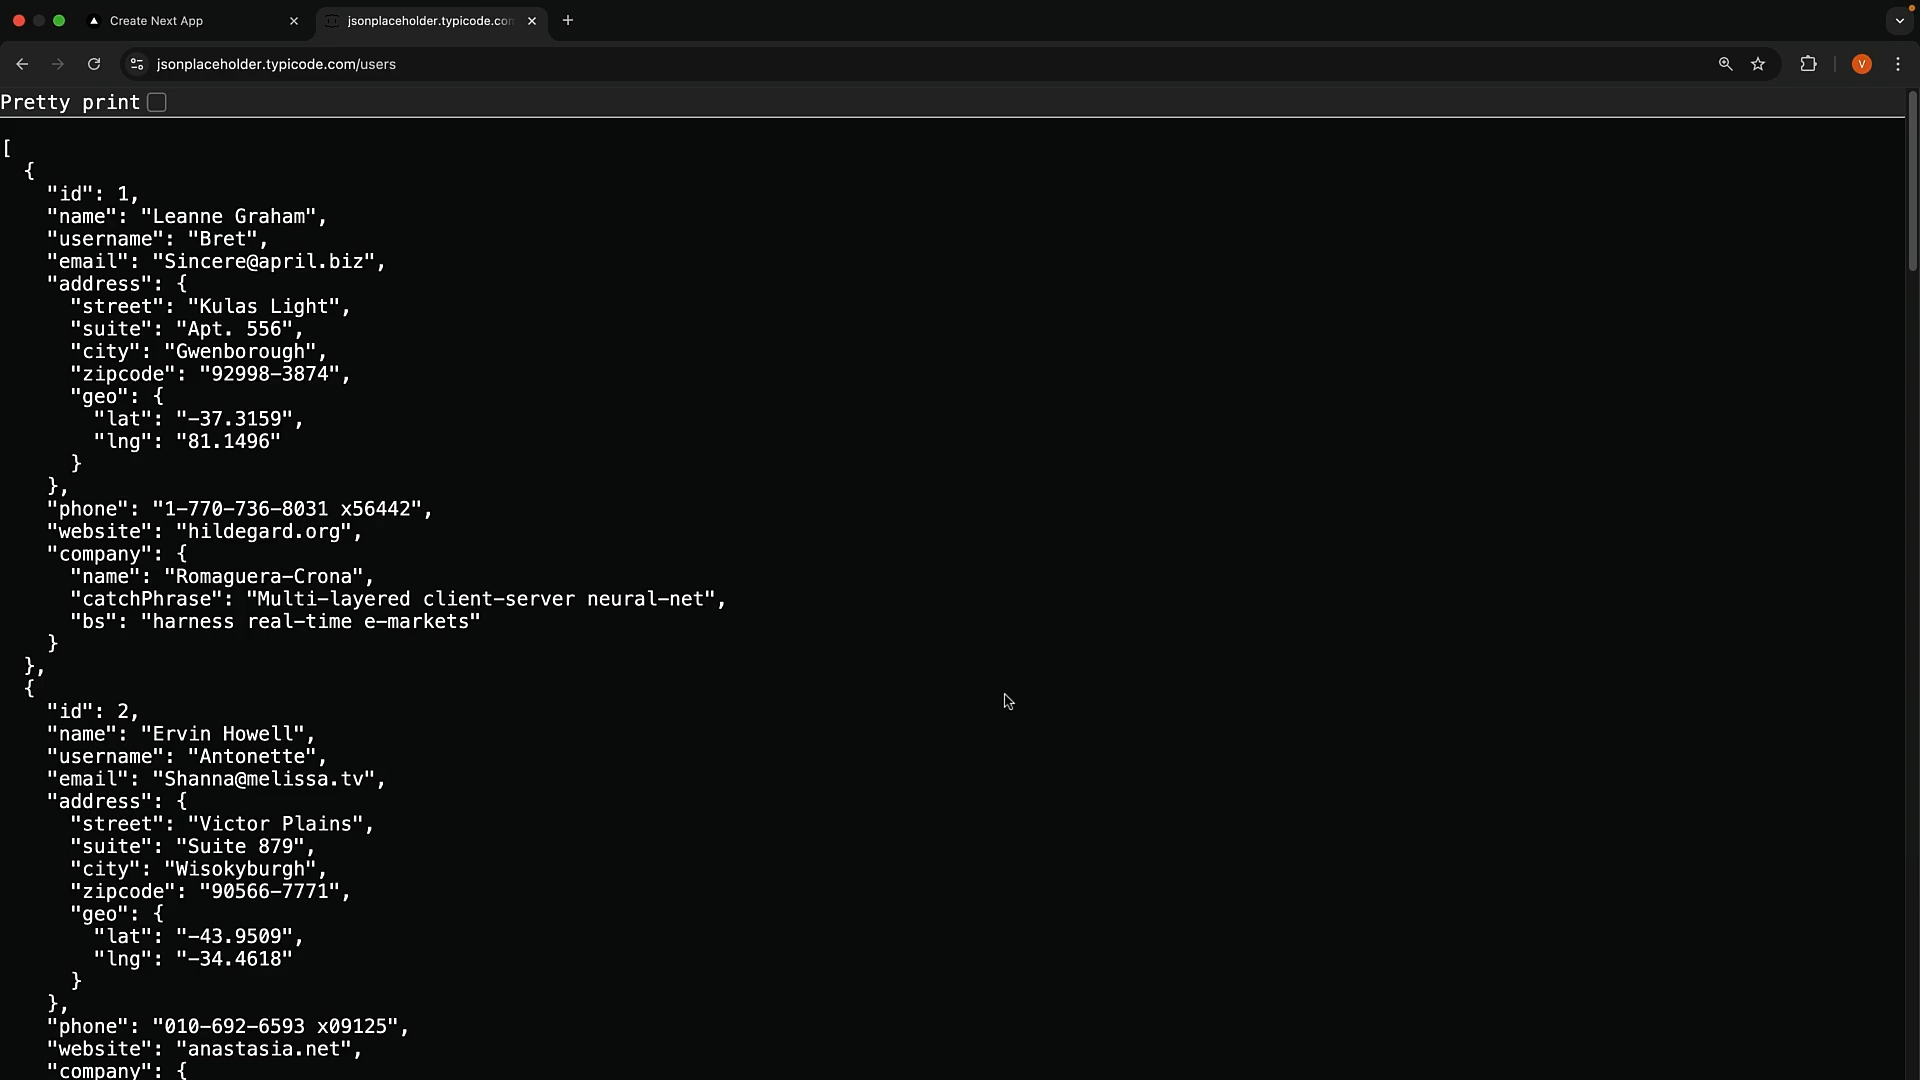 Create Next App
jsonplaceholder.typicode.com
jsonplaceholder.typicode.com/users
V
Pretty print
[
  {
    "id": 1,
    "name": "Leanne Graham",
    "username": "Bret",
    "email": "Sincere@april.biz",
    "address": {
      "street": "Kulas Light",
      "suite": "Apt. 556",
      "city": "Gwenborough",
      "zipcode": "92998-3874",
      "geo": {
        "lat": "-37.3159",
        "lng": "81.1496"
      }
    },
    "phone": "1-770-736-8031 x56442",
    "website": "hildegard.org",
    "company": {
      "name": "Romaguera-Crona",
      "catchPhrase": "Multi-layered client-server neural-net",
      "bs": "harness real-time e-markets"
    }
  },
  {
    "id": 2,
    "name": "Ervin Howell",
    "username": "Antonette",
    "email": "Shanna@melissa.tv",
    "address": {
      "street": "Victor Plains",
      "suite": "Suite 879",
      "city": "Wisokyburgh",
      "zipcode": "90566-7771",
      "geo": {
        "lat": "-43.9509",
        "lng": "-34.4618"
      }
    },
    "phone": "010-692-6593 x09125",
    "website": "anastasia.net",
    "company": {